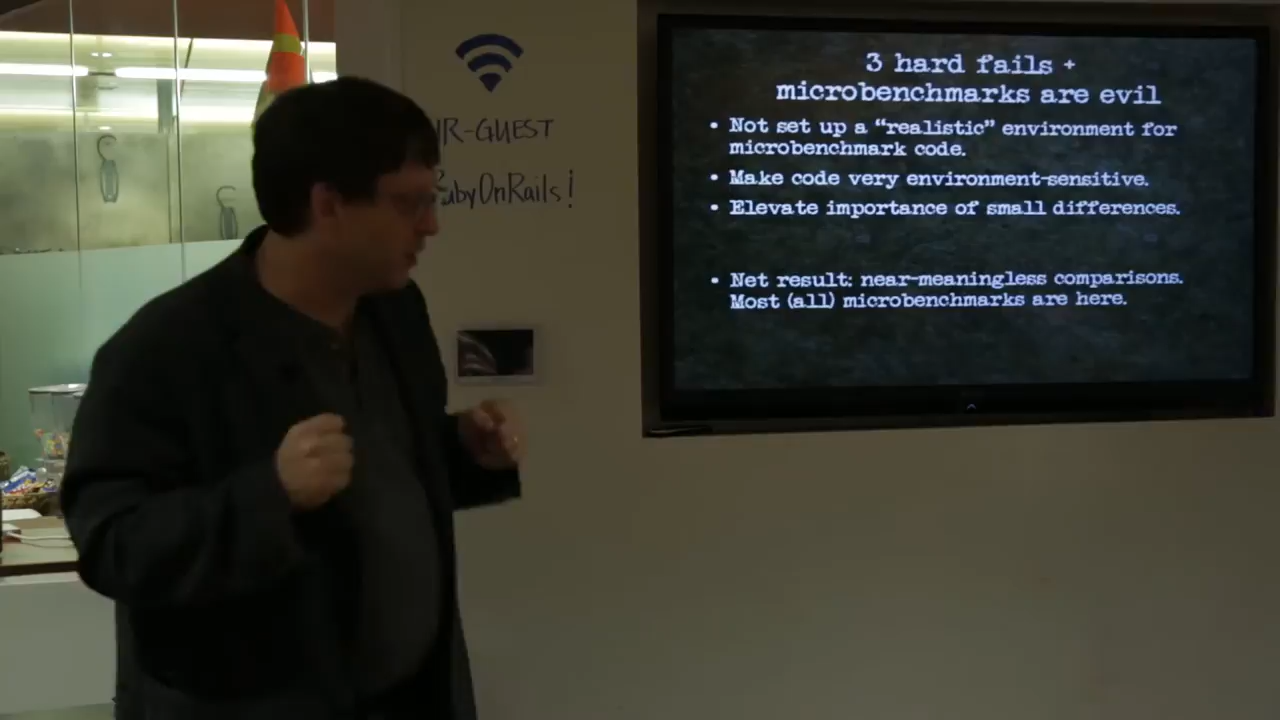 R-GUEST
abyOnRails!
3 hard fails +
microbenchmarks are evil
• Not set up a “realistic” environment for
microbenchmark code.
• Make code very environment-sensitive.
• Elevate importance of small differences.
• Net result: near-meaningless comparisons.
Most (all) microbenchmarks are here.